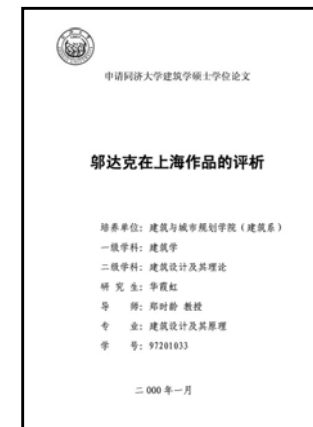 申请同济大学建筑学硕士学位论文
邬达克在上海作品的评析
培养单位：建筑与城市规划学院（建筑系）
一级学科：建筑学
二级学科：建筑设计及其理论
研 究 生：华霞虹
导 师：郑时龄 教授
专 业：建筑设计及其原理
学 号：97201033
二 000 年一月